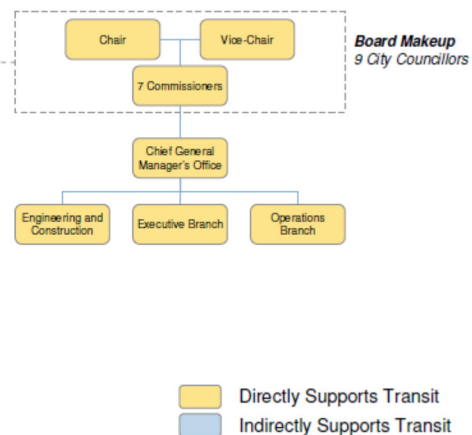 Chair
Vice-Chair
Board Makeup
9 City Councillors
7 Commissioners
Chief General
Manager's Office
Engineering and
Construction
Executive Branch
Operations
Branch
Directly Supports Transit
Indirectly Supports Transit